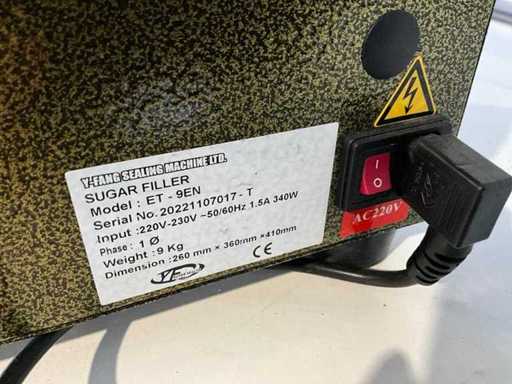 Y-FANG SEALING MACHINE LTD.
SUGAR FILLER
Model : ET - 9EN
Serial No.20221107017 - T
Input :220V-230V ~50/60Hz 1.5A 340W
Phase : 1 Ø
Weight : 9 Kg
Dimension : 260 mm × 360mm ×410mm
CE
I
O
AC220V